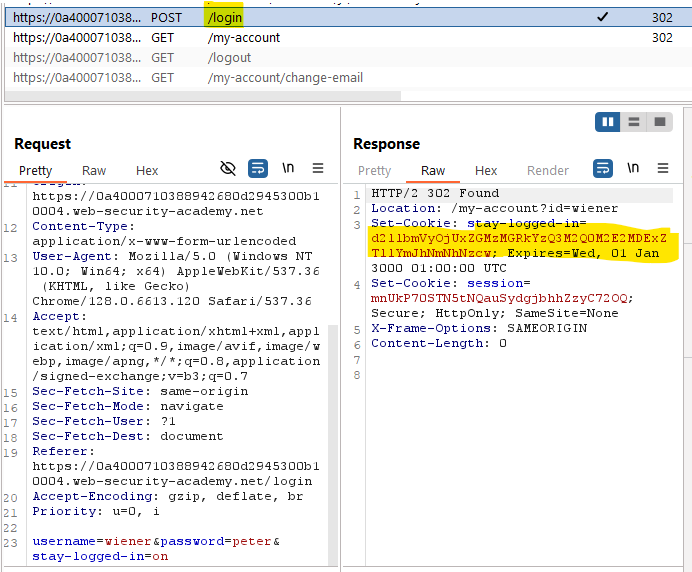 https://0a400071038... POST /login 302
https://0a400071038... GET /my-account 302
https://0a400071038... GET /logout
https://0a400071038... GET /my-account/change-email
Request
Pretty Raw Hex \n
https://0a4000710388942680d2945300b1
0004.web-security-academy.net
12 Content-Type:
application/x-www-form-urlencoded
13 User-Agent: Mozilla/5.0 (Windows NT
10.0; Win64; x64) AppleWebKit/537.36
(KHTML, like Gecko)
Chrome/128.0.6613.120 Safari/537.36
14 Accept:
text/html,application/xhtml+xml,appl
ication/xml;q=0.9,image/avif,image/w
ebp,image/apng,*/*;q=0.8,application
/signed-exchange;v=b3;q=0.7
15 Sec-Fetch-Site: same-origin
16 Sec-Fetch-Mode: navigate
17 Sec-Fetch-User: ?1
18 Sec-Fetch-Dest: document
19 Referer:
https://0a4000710388942680d2945300b1
0004.web-security-academy.net/login
20 Accept-Encoding: gzip, deflate, br
21 Priority: u=0, i
22
23 username=wiener&password=peter&
stay-logged-in=on
Response
Pretty Raw Hex Render \n
1 HTTP/2 302 Found
2 Location: /my-account?id=wiener
3 Set-Cookie: stay-logged-in=
d2llbmVyOjUxZGMzMGRkYzQ3M2Q0M2E2MDExZ
TllYmJhNmNhNzcw; Expires=Wed, 01 Jan
3000 01:00:00 UTC
4 Set-Cookie: session=
mnUkP70STN5tNQauSydgjbhhZzyC72OQ;
Secure; HttpOnly; SameSite=None
5 X-Frame-Options: SAMEORIGIN
6 Content-Length: 0
7
8